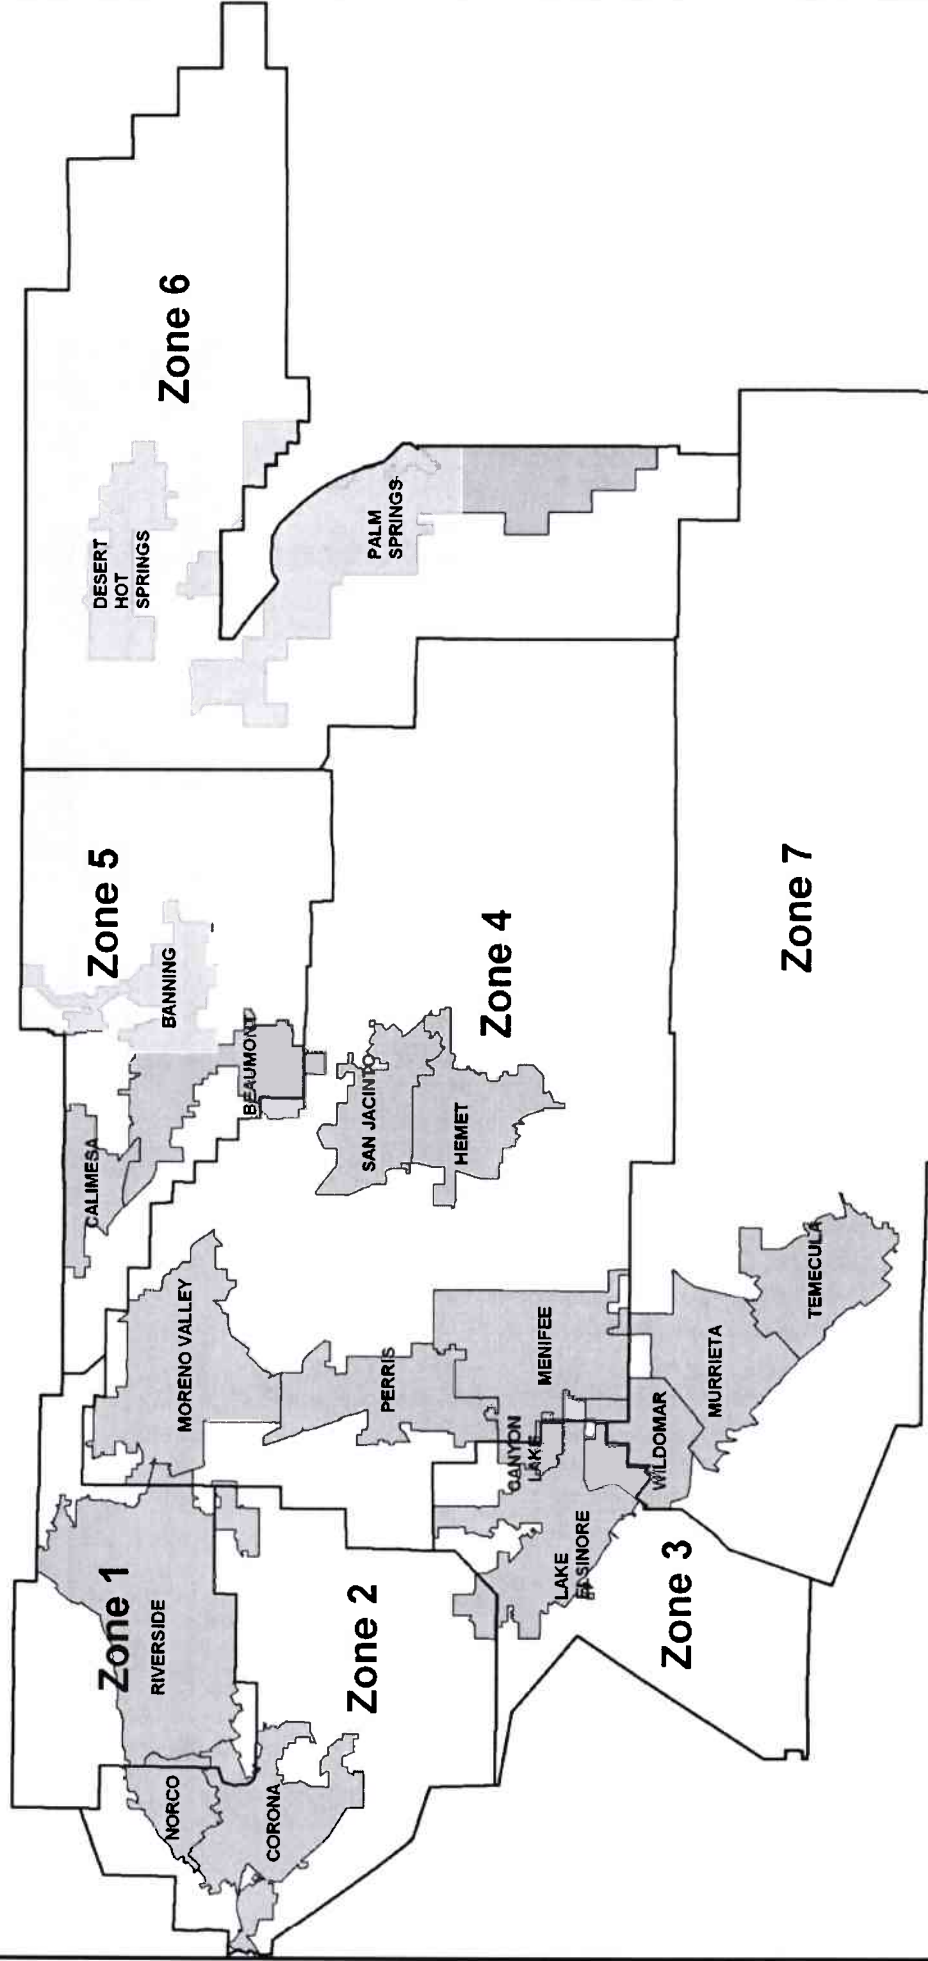 Zone 6
DESERT
HOT
SPRINGS
PALM
SPRINGS
Zone 5
BANNING
BEAUMONT
CALIMESA
Zone 4
SAN JACINTO
HEMET
Zone 7
MORENO VALLEY
PERRIS
MENIFEE
CANYON
LAKE
WILDOMAR
MURRIETA
TEMECULA
Zone 1
RIVERSIDE
Zone 2
NORCO
CORONA
LAKE
ELSINORE
Zone 3